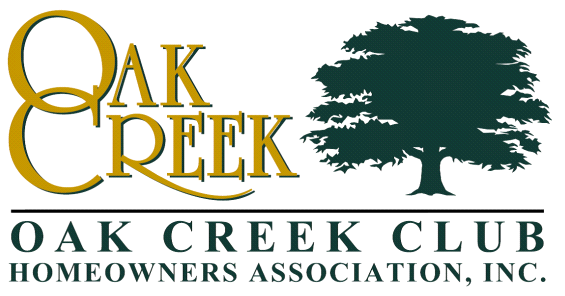 OAK
CREEK
OAK CREEK CLUB
HOMEOWNERS ASSOCIATION, INC.